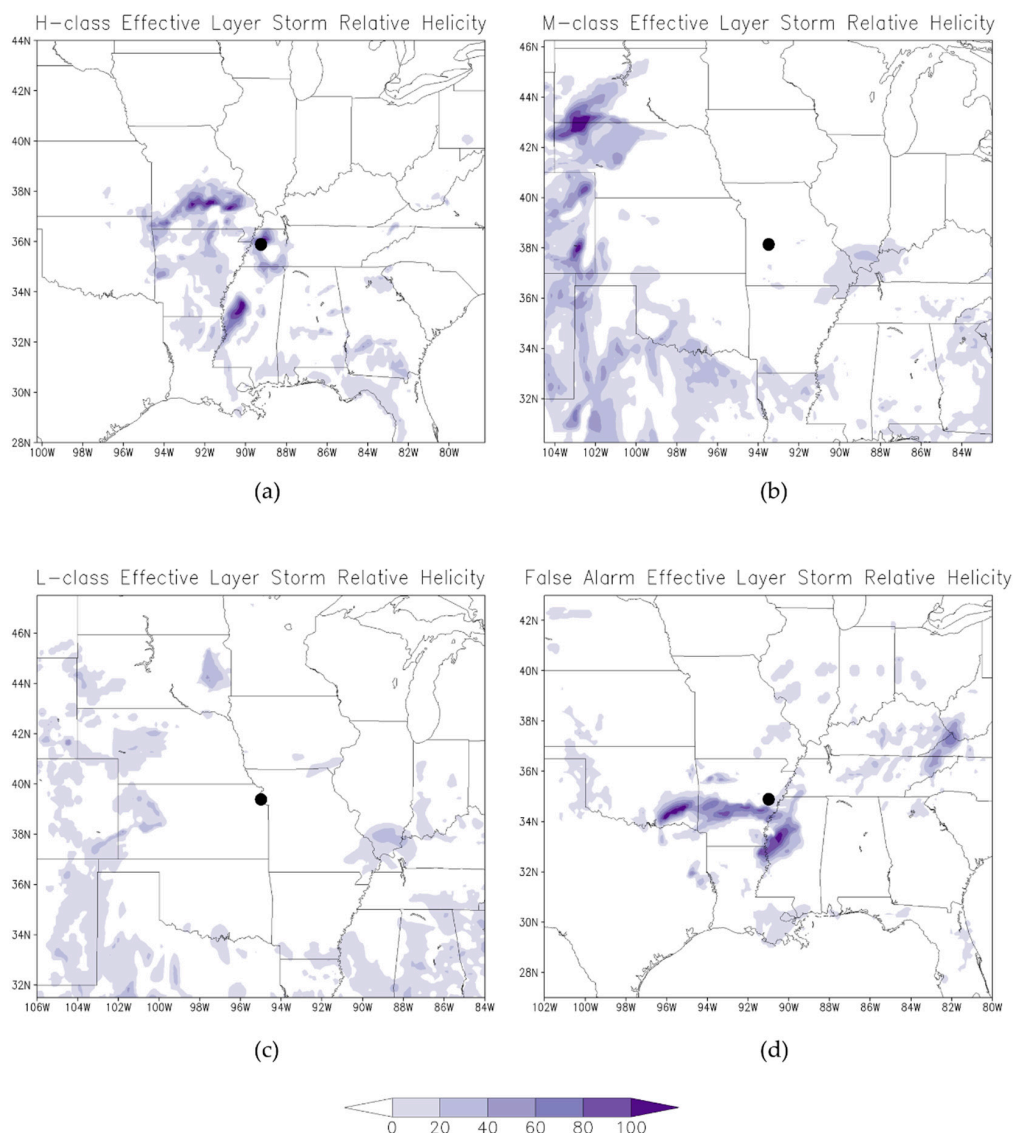 H-class Effective Layer Storm Relative Helicity
44N
42N
40N
38N
36N
34N
32N
30N
28N
100W 98W 96W 94W 92W 90W 88W 86W 84W 82W 80W
(a)
M-class Effective Layer Storm Relative Helicity
46N
44N
42N
40N
38N
36N
34N
32N
104W 102W 100W 98W 96W 94W 92W 90W 88W 86W 84W
(b)
L-class Effective Layer Storm Relative Helicity
46N
44N
42N
40N
38N
36N
34N
32N
106W 104W 102W 100W 98W 96W 94W 92W 90W 88W 86W 84W
(c)
False Alarm Effective Layer Storm Relative Helicity
42N
40N
38N
36N
34N
32N
30N
28N
102W 100W 98W 96W 94W 92W 90W 88W 86W 84W 82W 80W
(d)
0 20 40 60 80 100